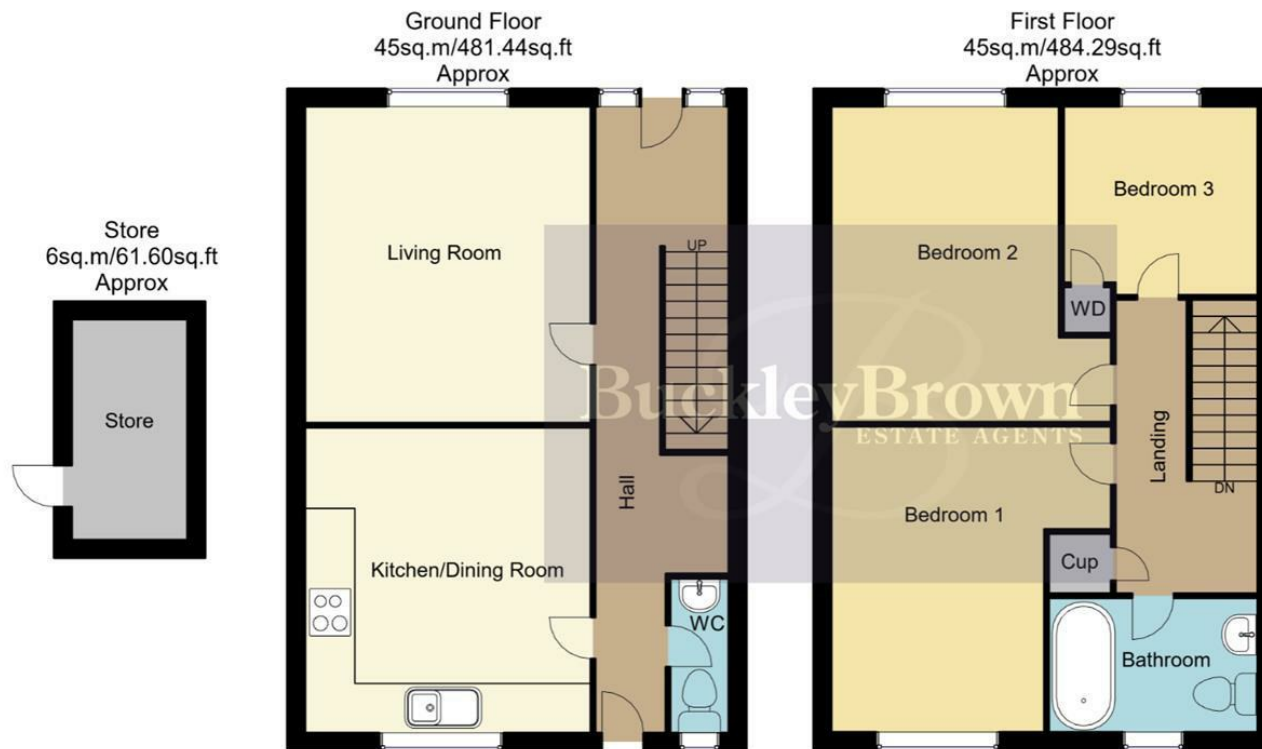 Ground Floor
45sq.m/481.44sq.ft
Approx
First Floor
45sq.m/484.29sq.ft
Approx
Store
6sq.m/61.60sq.ft
Approx
Store
Living Room
UP
Hall
Kitchen/Dining Room
WC
Bedroom 3
Bedroom 2
WD
BuckleyBrown
ESTATE AGENTS
Landing
DN
Bedroom 1
Cup
Bathroom